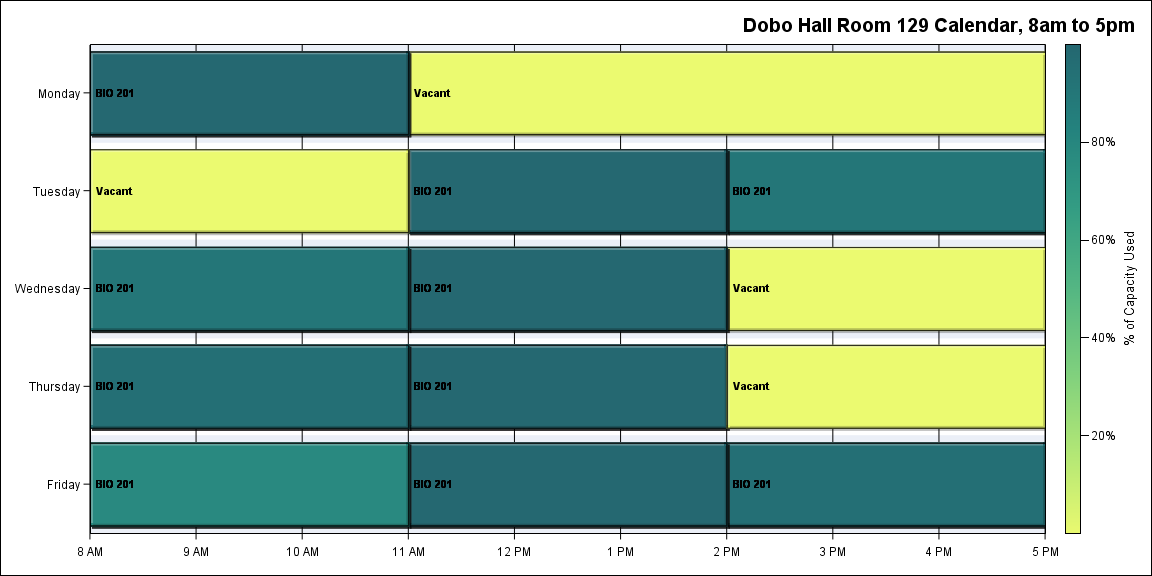 Dobo Hall Room 129 Calendar, 8am to 5pm
Monday
BIO 201
Vacant
Tuesday
Vacant
BIO 201
BIO 201
Wednesday
BIO 201
BIO 201
Vacant
Thursday
BIO 201
BIO 201
Vacant
Friday
BIO 201
BIO 201
BIO 201
8 AM 9 AM 10 AM 11 AM 12 PM 1 PM 2 PM 3 PM 4 PM 5 PM
80%
60%
40%
20%
% of Capacity Used